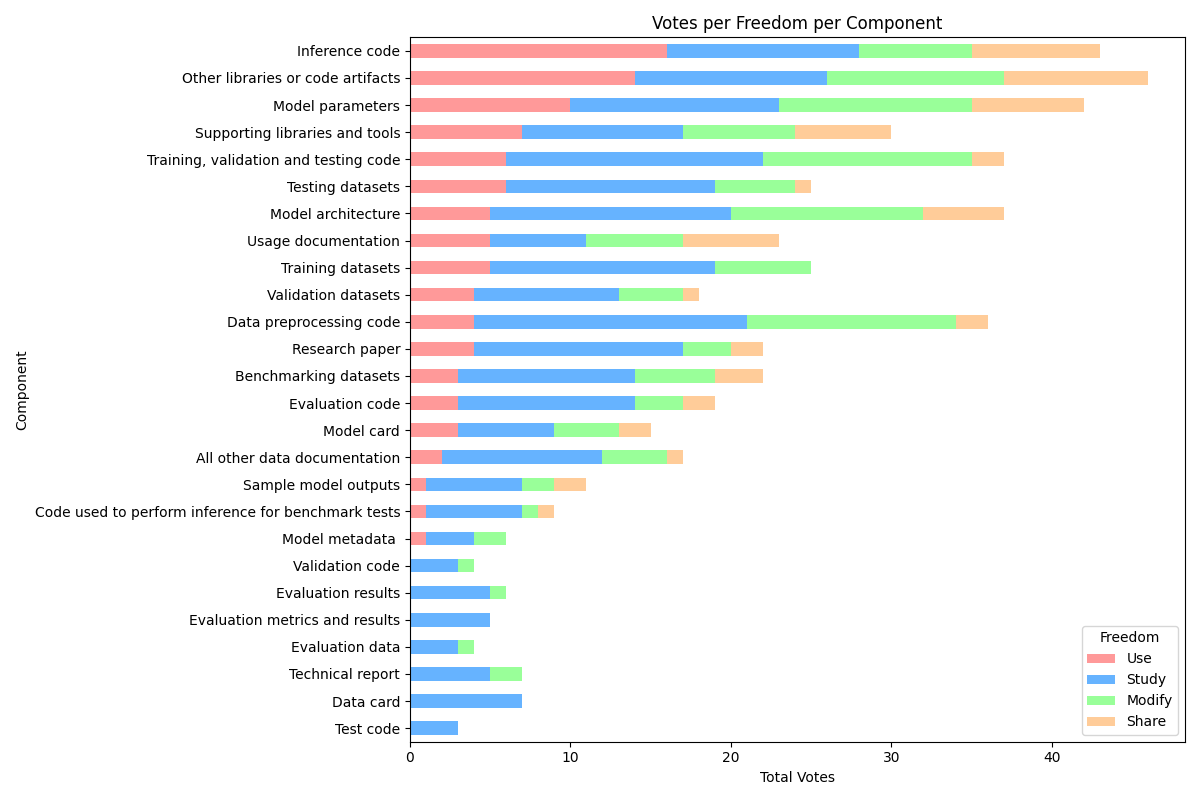 Votes per Freedom per Component
Component
Inference code
Other libraries or code artifacts
Model parameters
Supporting libraries and tools
Training, validation and testing code
Testing datasets
Model architecture
Usage documentation
Training datasets
Validation datasets
Data preprocessing code
Research paper
Benchmarking datasets
Evaluation code
Model card
All other data documentation
Sample model outputs
Code used to perform inference for benchmark tests
Model metadata
Validation code
Evaluation results
Evaluation metrics and results
Evaluation data
Technical report
Data card
Test code
Freedom
Use
Study
Modify
Share
0 10 20 30 40
Total Votes